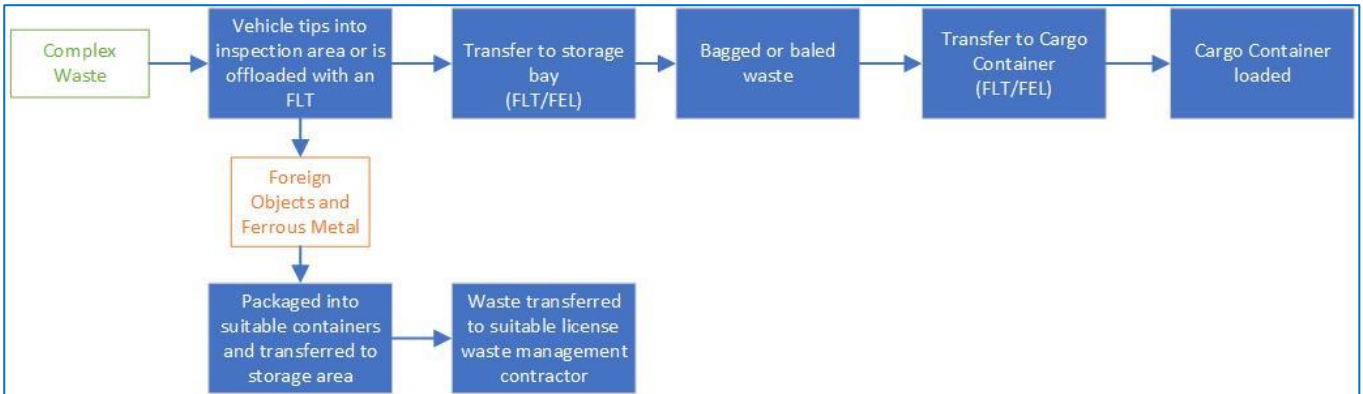 Complex
Waste
Vehicle tips into
inspection area or is
offloaded with an
FLT
Transfer to storage
bay
(FLT/FEL)
Bagged or baled
waste
Transfer to Cargo
Container
(FLT/FEL)
Cargo Container
loaded
Foreign
Objects and
Ferrous Metal
Packaged into
suitable containers
and transferred to
storage area
Waste transferred
to suitable license
waste management
contractor